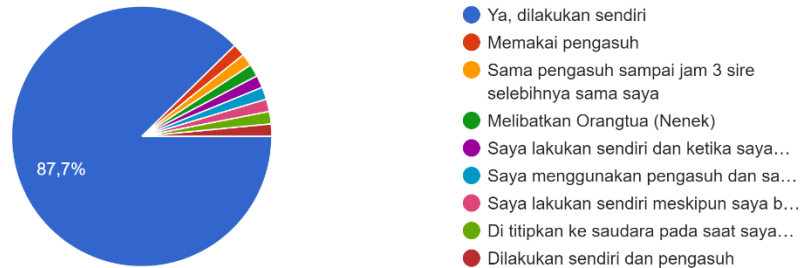 87,7%
Ya, dilakukan sendiri
Memakai pengasuh
Sama pengasuh sampai jam 3 sire
selebihnya sama saya
Melibatkan Orangtua (Nenek)
Saya lakukan sendiri dan ketika saya…
Saya menggunakan pengasuh dan sa…
Saya lakukan sendiri meskipun saya b…
Di titipkan ke saudara pada saat saya…
Dilakukan sendiri dan pengasuh